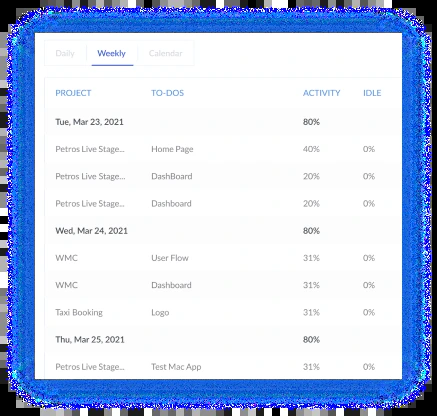 Daily Weekly Calendar
PROJECT TO-DOS ACTIVITY IDLE
Tue, Mar 23, 2021 80%
Petros Live Stage... Home Page 40% 0%
Petros Live Stage... DashBoard 20% 0%
Petros Live Stage... Dashboard 20% 0%
Wed, Mar 24, 2021 80%
WMC User Flow 31% 0%
WMC Dashboard 31% 0%
Taxi Booking Logo 31% 0%
Thu, Mar 25, 2021 80%
Petros Live Stage... Test Mac App 31% 0%